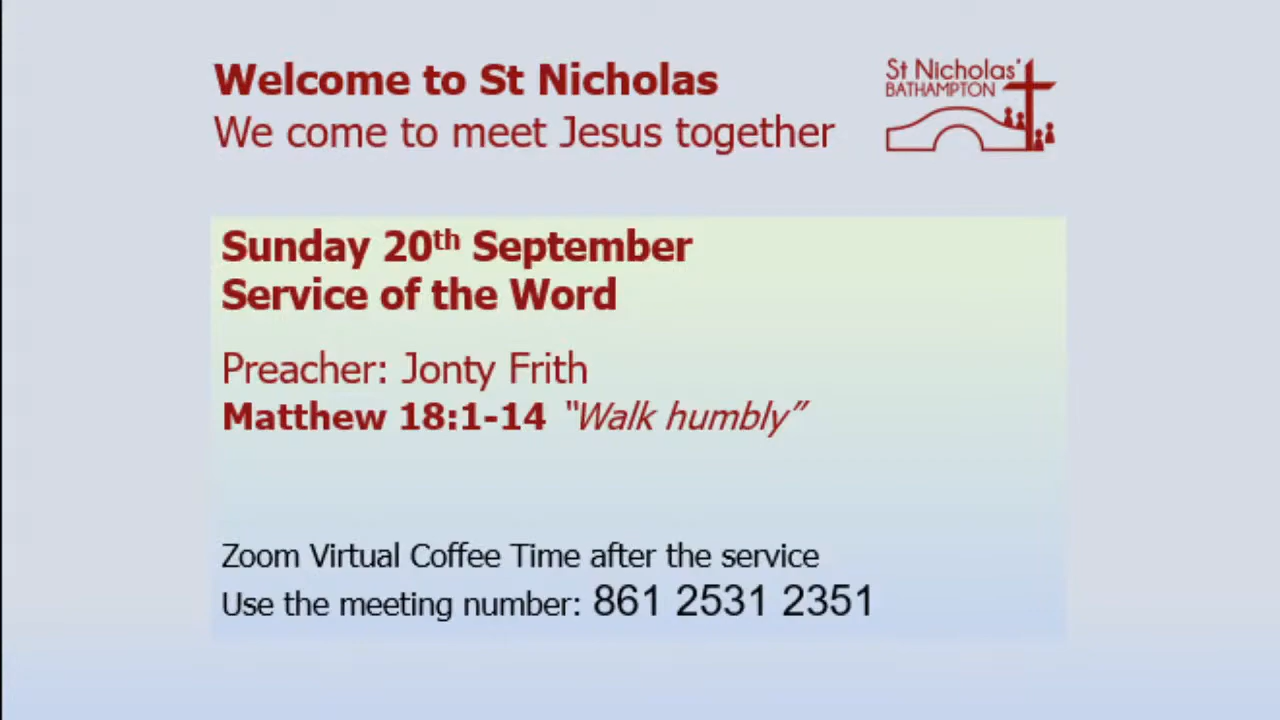 Welcome to St Nicholas
We come to meet Jesus together
St Nicholas'
BATHAMPTON
Sunday 20th September
Service of the Word
Preacher: Jonty Frith
Matthew 18:1-14 “Walk humbly”
Zoom Virtual Coffee Time after the service
Use the meeting number: 861 2531 2351